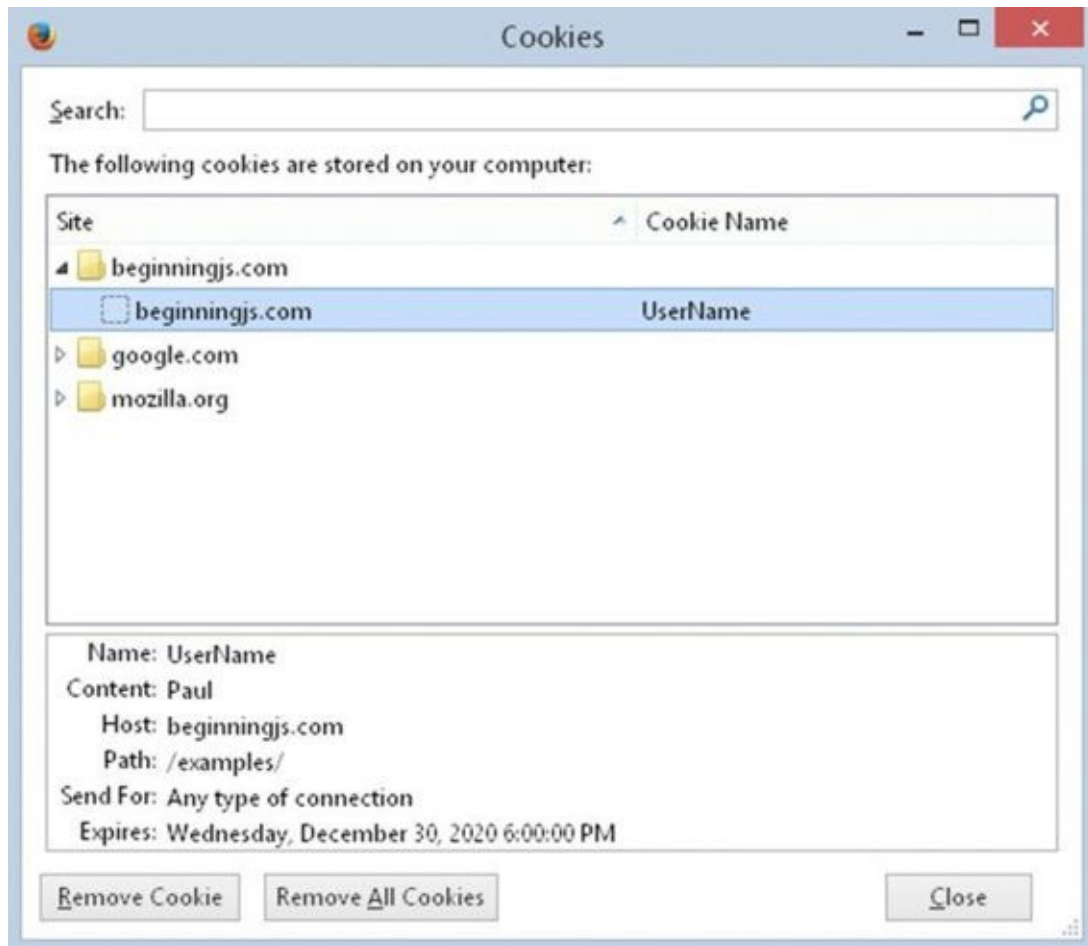 Cookies
Search:
The following cookies are stored on your computer:
Site Cookie Name
beginningjs.com
beginningjs.com UserName
google.com
mozilla.org
Name: UserName
Content: Paul
Host: beginningjs.com
Path: /examples/
Send For: Any type of connection
Expires: Wednesday, December 30, 2020 6:00:00 PM
Remove Cookie Remove All Cookies Close